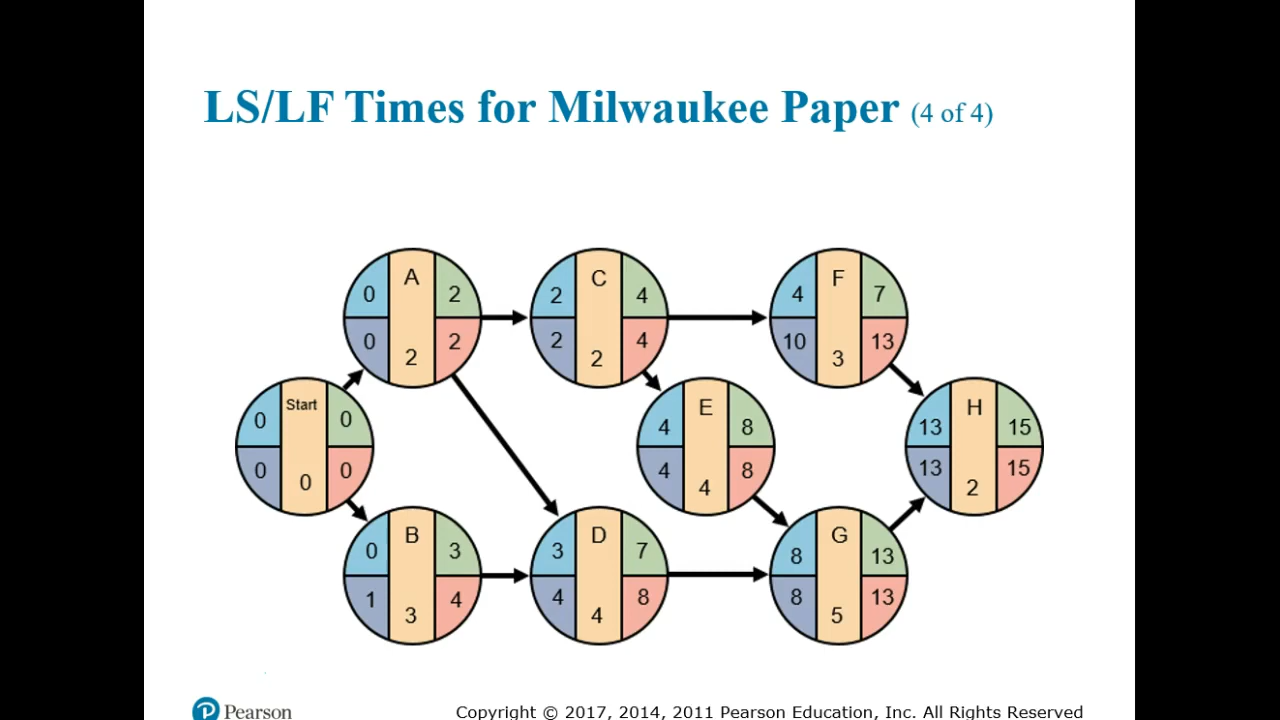 LS/LF Times for Milwaukee Paper (4 of 4)
0 A 2
0 2 2
2 C 4
2 2 4
4 F 7
10 3 13
0 Start 0
0 0 0
4 E 8
4 4 8
13 H 15
13 2 15
0 B 3
1 3 4
3 D 7
4 4 8
8 G 13
8 5 13
P Pearson
Copyright © 2017, 2014, 2011 Pearson Education, Inc. All Rights Reserved